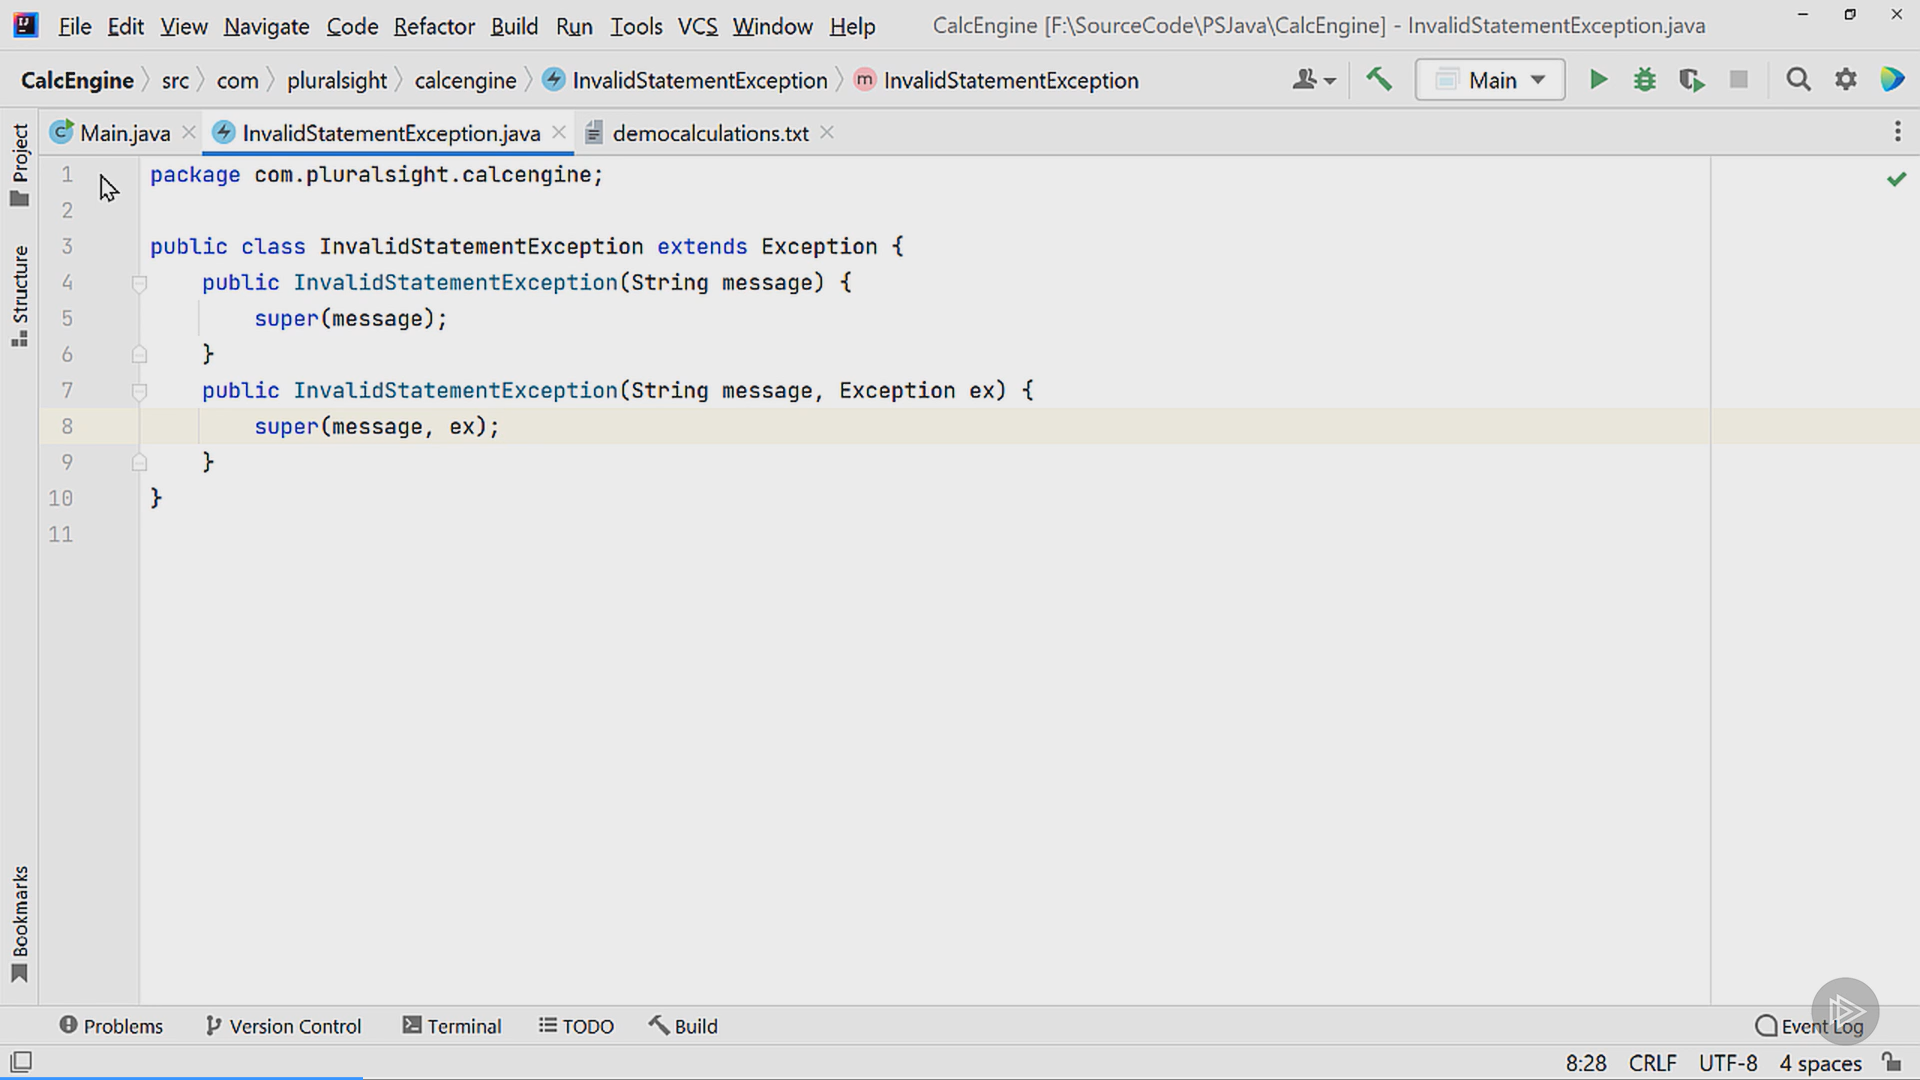 File Edit View Navigate Code Refactor Build Run Tools VCS Window Help CalcEngine [F:\SourceCode\PSJava\CalcEngine] - InvalidStatementException.java
CalcEngine src com pluralsight calcengine InvalidStatementException m InvalidStatementException Main
Main.java InvalidStatementException.java democalculations.txt
Project
Structure
Bookmarks
1 package com.pluralsight.calcengine;
2
3 public class InvalidStatementException extends Exception {
4 public InvalidStatementException(String message) {
5 super(message);
6 }
7 public InvalidStatementException(String message, Exception ex) {
8 super(message, ex);
9 }
10 }
11
Problems Version Control Terminal TODO Build Event Log
8:28 CRLF UTF-8 4 spaces